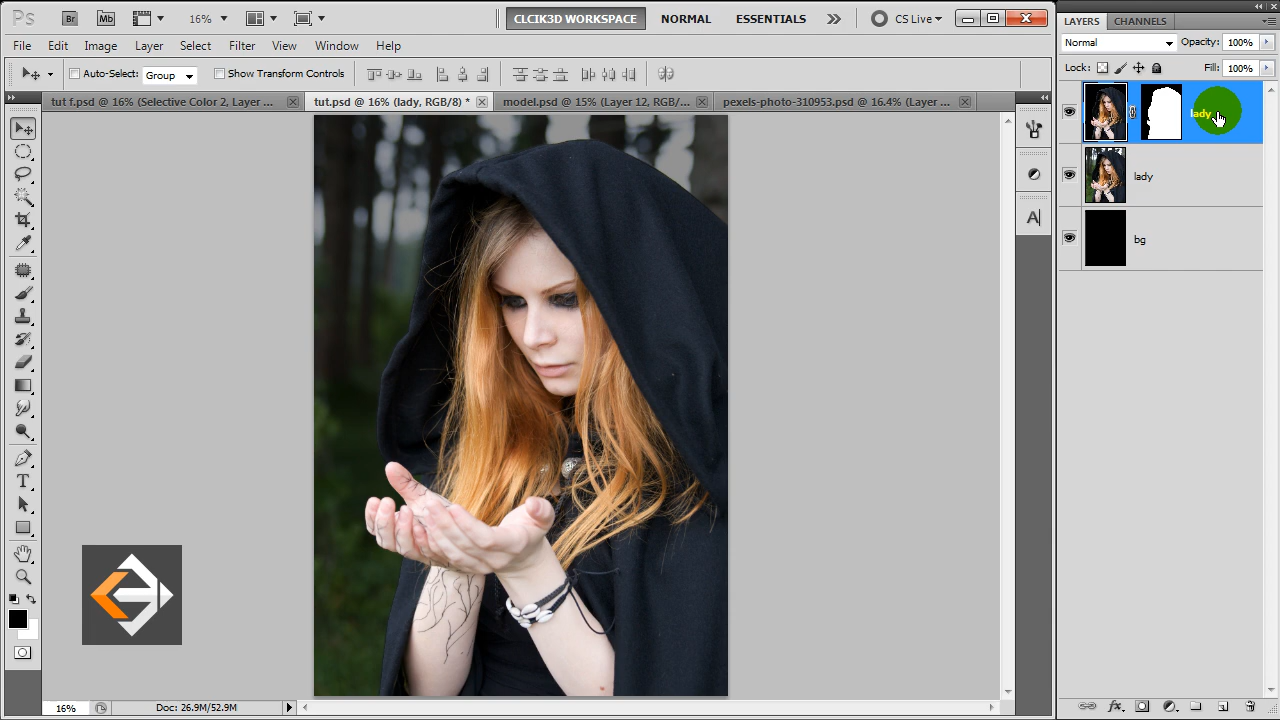 Ps Br Mb 16% CLCIK3D WORKSPACE NORMAL ESSENTIALS CS Live
File Edit Image Layer Select Filter View Window Help
Auto-Select: Group Show Transform Controls
tut f.psd @ 16% (Selective Color 2, Layer ... tut.psd @ 16% (lady, RGB/8) * model.psd @ 15% (Layer 12, RGB/... pexels-photo-310953.psd @ 16.4% (Layer ...
LAYERS CHANNELS
Normal Opacity: 100%
Lock: Fill: 100%
lady
lady
bg
A
T
16% Doc: 26.9M/52.9M
fx